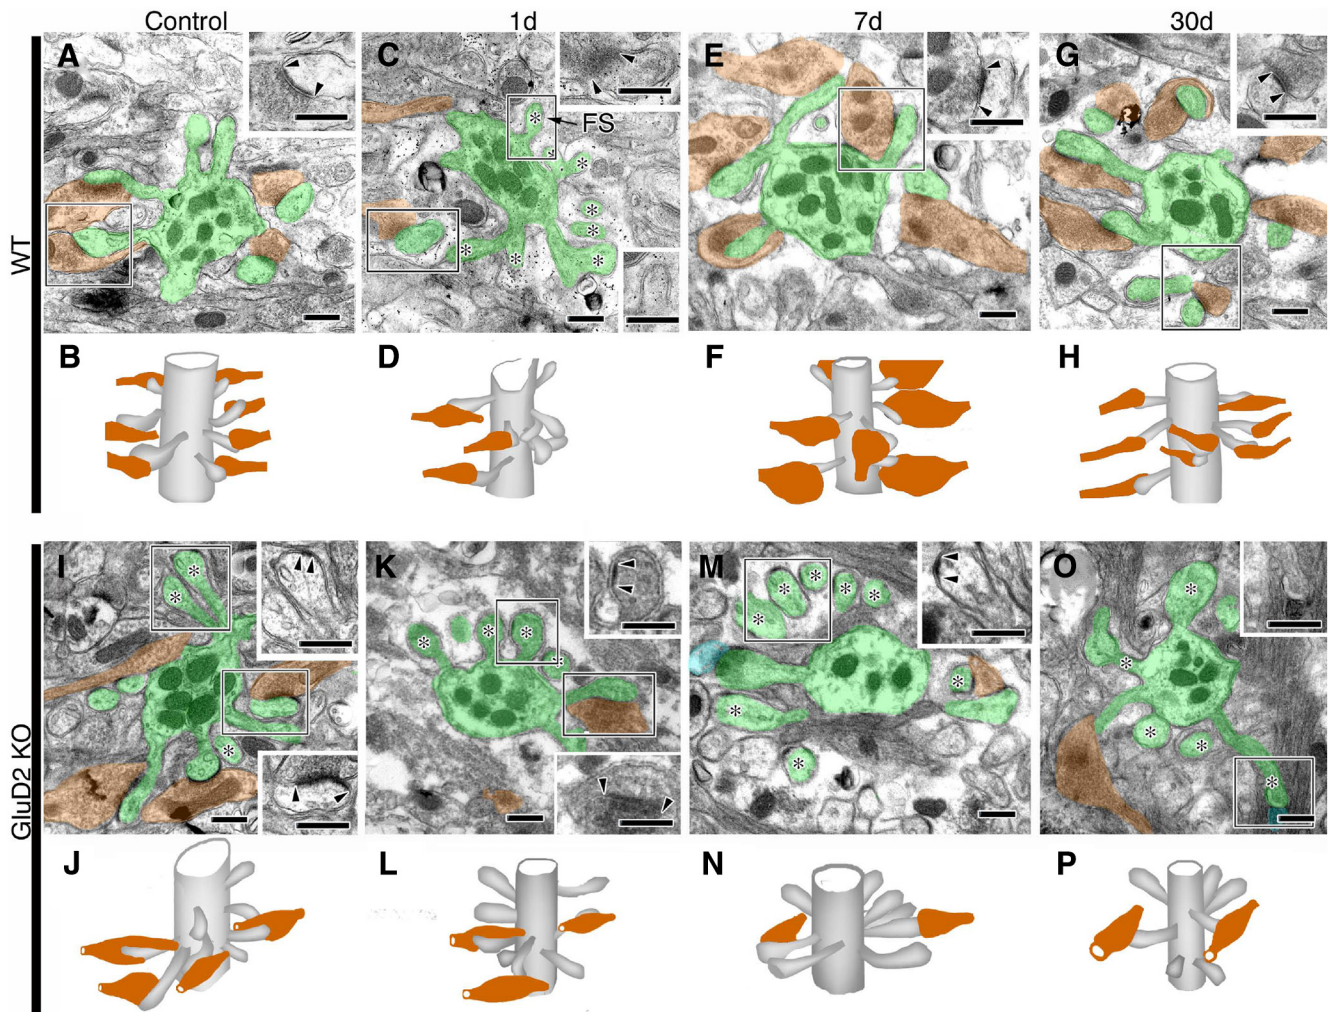 Control 1d 7d 30d
A C E G
* FS
*
*
*
* * *
WT
B D F H
I K M O
* * * * * * * * * * *
* *
* * * *
* *
*
GluD2 KO
J L N P